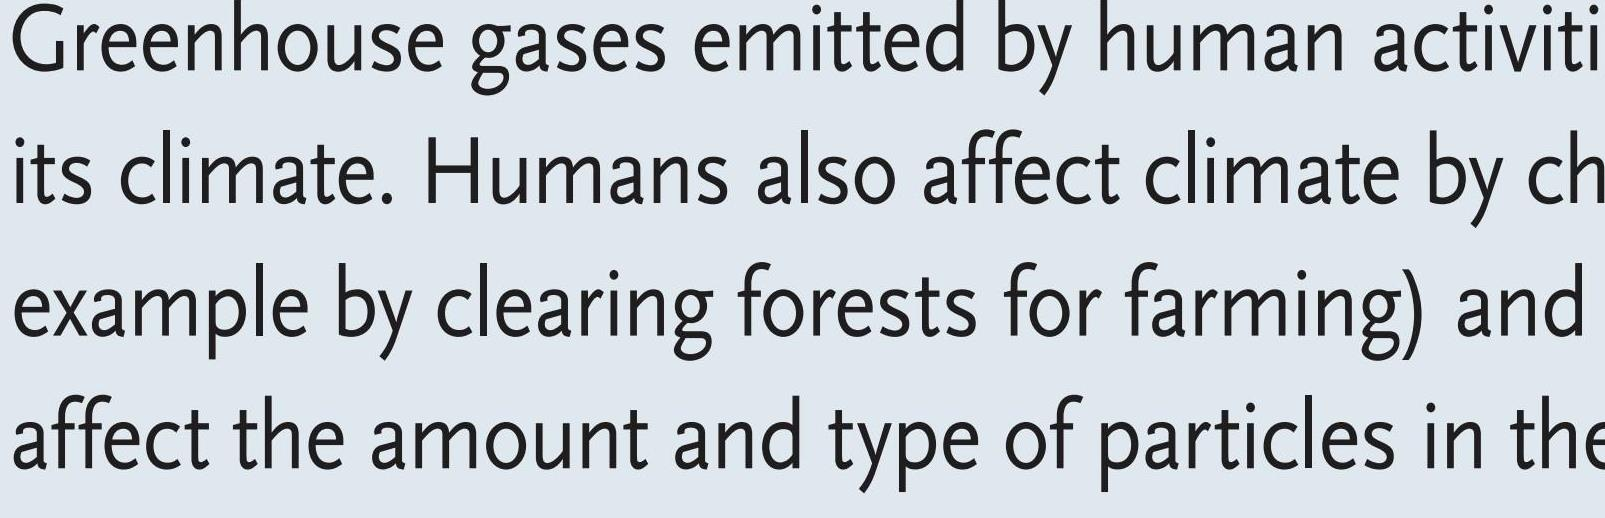 Greenhouse gases emitted by human activiti
its climate. Humans also affect climate by ch
example by clearing forests for farming) and
affect the amount and type of particles in the